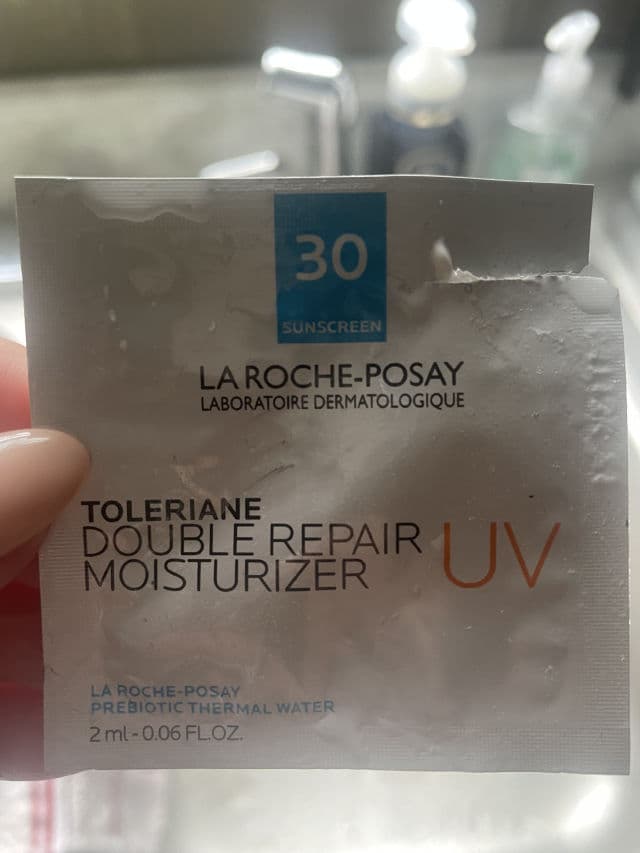 30
SUNSCREEN
LA ROCHE-POSAY
LABORATOIRE DERMATOLOGIQUE
TOLERIANE
DOUBLE REPAIR
MOISTURIZER
UV
LA ROCHE-POSAY
PREBIOTIC THERMAL WATER
2 ml - 0.06 FL.OZ.